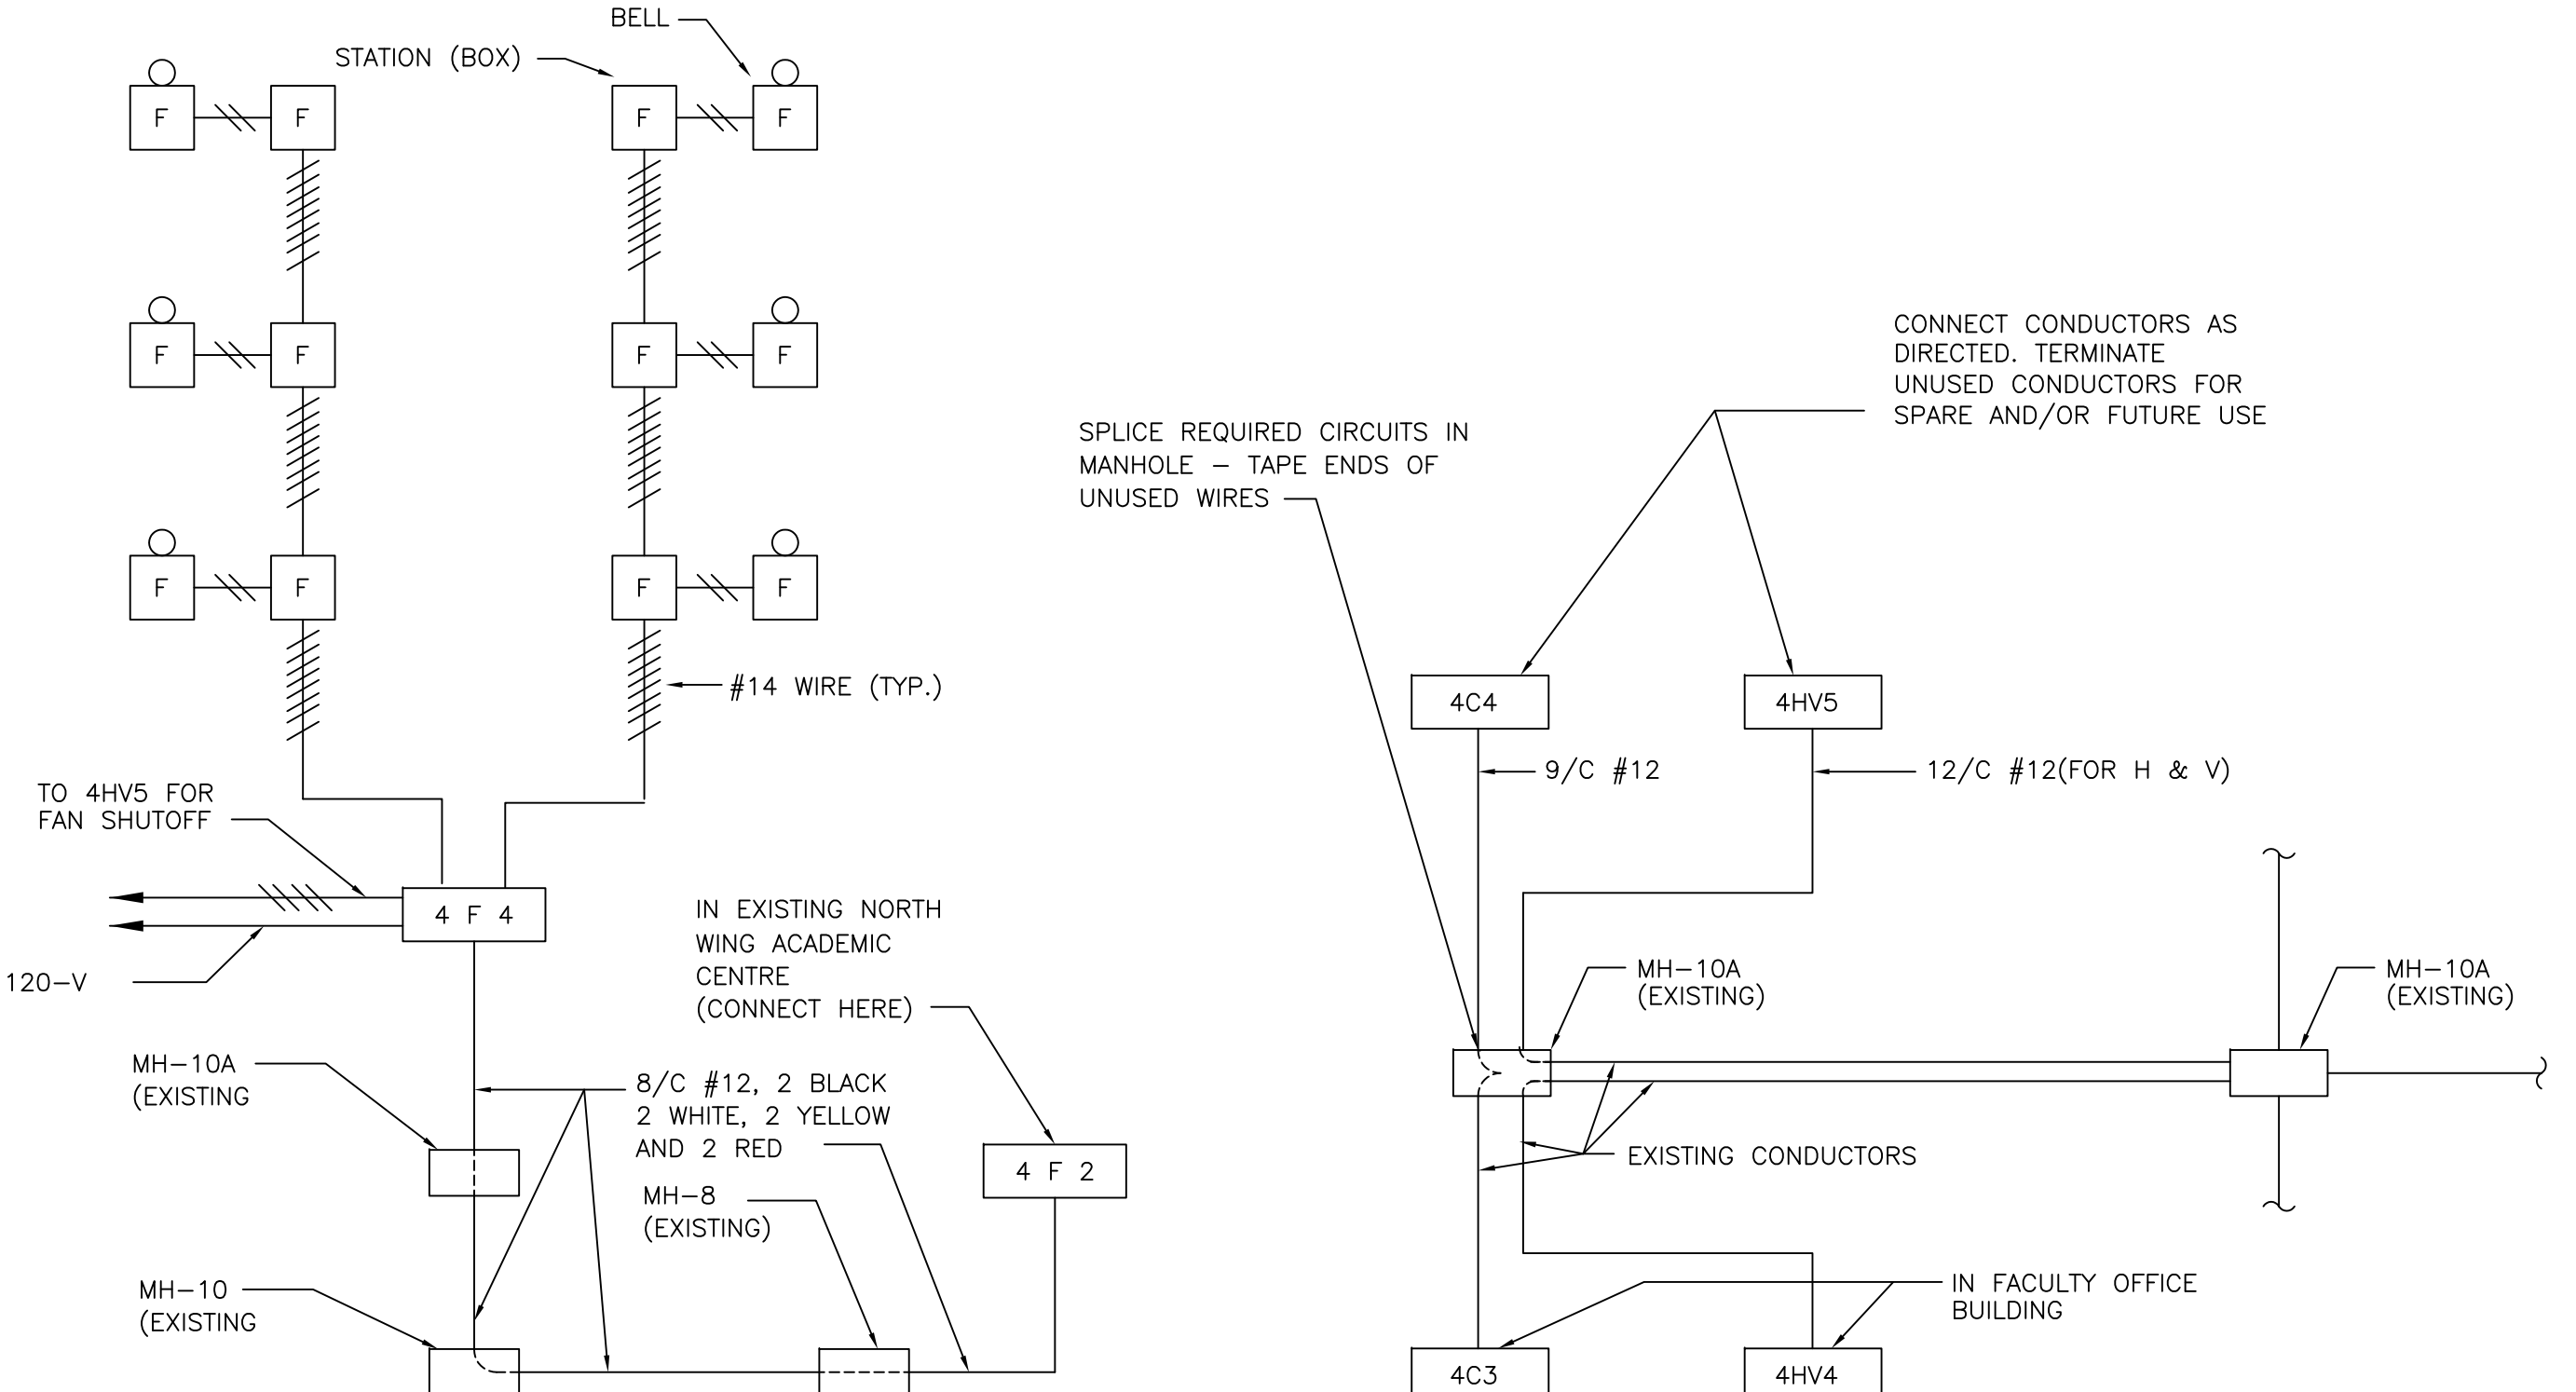 BELL
STATION (BOX)
F
F
F
F
F
F
F
F
F
F
F
F
#14 WIRE (TYP.)
TO 4HV5 FOR
FAN SHUTOFF
4 F 4
120-V
IN EXISTING NORTH
WING ACADEMIC
CENTRE
(CONNECT HERE)
MH-10A
(EXISTING
8/C #12, 2 BLACK
2 WHITE, 2 YELLOW
AND 2 RED
4 F 2
MH-8
(EXISTING)
MH-10
(EXISTING
CONNECT CONDUCTORS AS
DIRECTED. TERMINATE
UNUSED CONDUCTORS FOR
SPARE AND/OR FUTURE USE
SPLICE REQUIRED CIRCUITS IN
MANHOLE - TAPE ENDS OF
UNUSED WIRES
4C4
4HV5
9/C #12
12/C #12(FOR H & V)
MH-10A
(EXISTING)
MH-10A
(EXISTING)
EXISTING CONDUCTORS
IN FACULTY OFFICE
BUILDING
4C3
4HV4